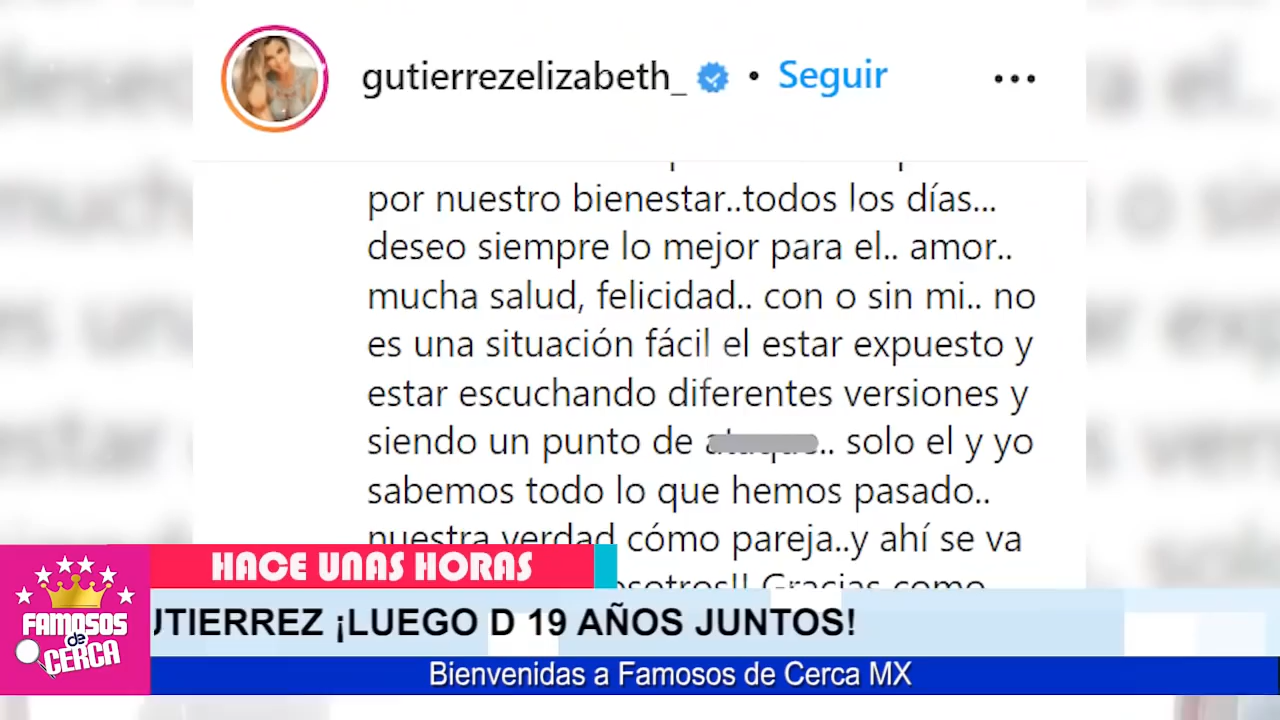 gutierrezelizabeth_ • Seguir
por nuestro bienestar..todos los días...
deseo siempre lo mejor para el.. amor..
mucha salud, felicidad.. con o sin mi.. no
es una situación fácil el estar expuesto y
estar escuchando diferentes versiones y
siendo un punto de .. solo el y yo
sabemos todo lo que hemos pasado..
nuestra verdad cómo pareja..y ahí se va
osotros!! Gracias como
HACE UNAS HORAS
UTIERREZ ¡LUEGO D 19 AÑOS JUNTOS!
Bienvenidas a Famosos de Cerca MX
FAMOSOS
de
CERCA